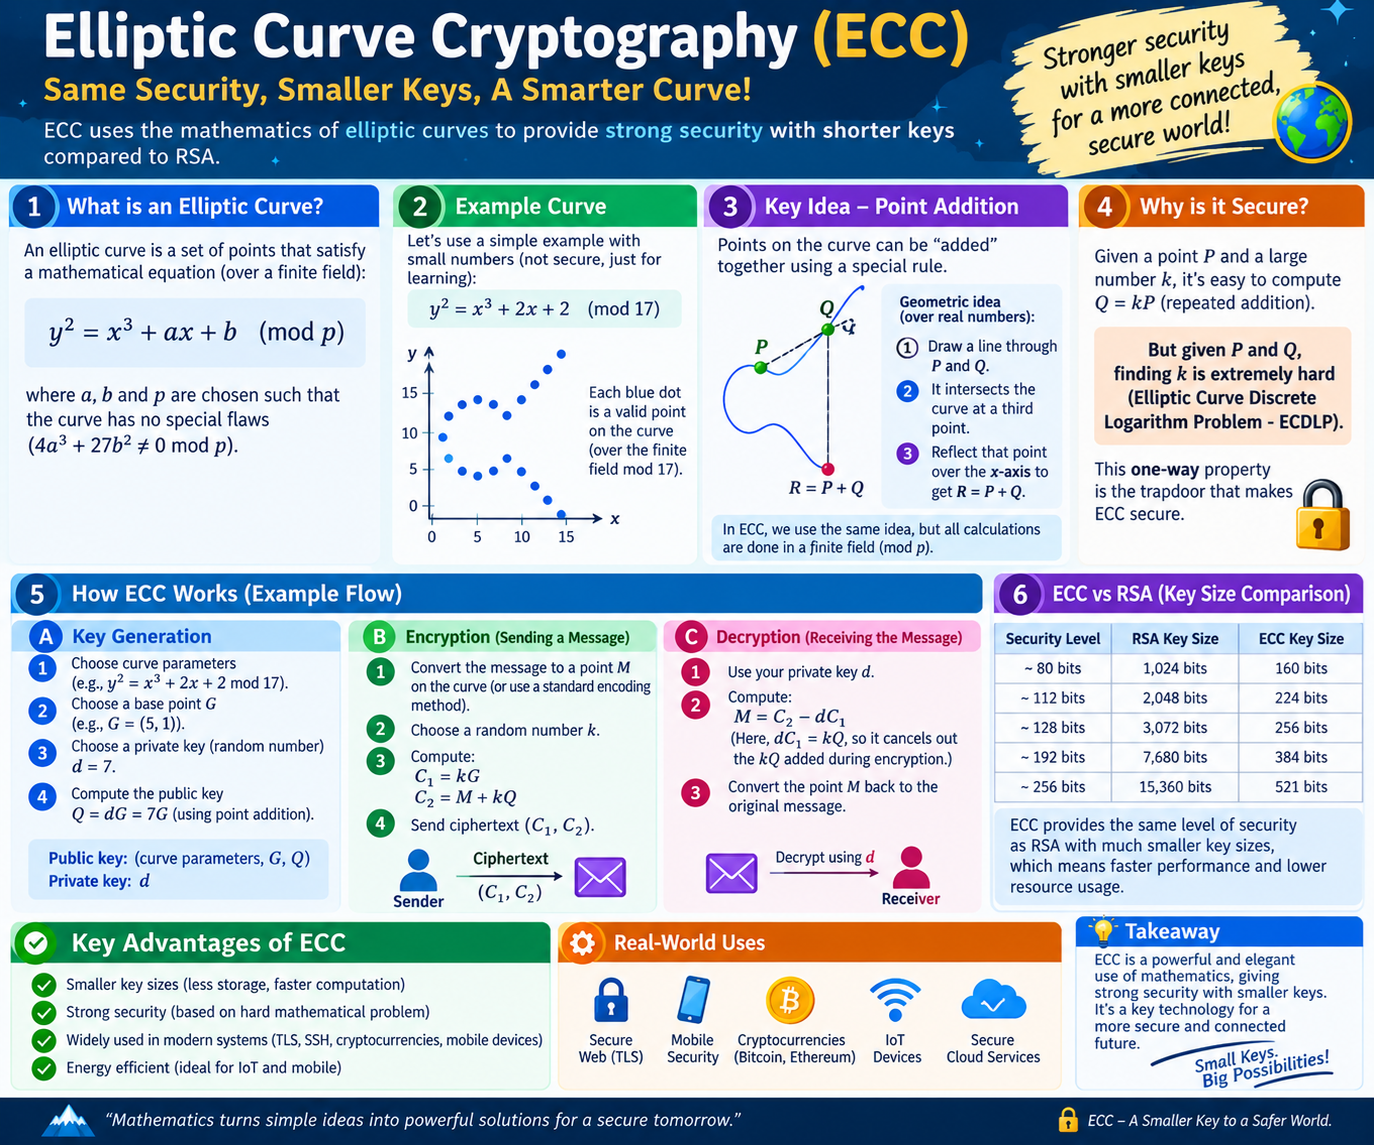 Elliptic Curve Cryptography (ECC)
Same Security, Smaller Keys, A Smarter Curve!
ECC uses the mathematics of elliptic curves to provide strong security with shorter keys
compared to RSA.
Stronger security
with smaller keys
for a more connected,
secure world!
1 What is an Elliptic Curve?
An elliptic curve is a set of points that satisfy
a mathematical equation (over a finite field):
y² = x³ + ax + b (mod p)
where a, b and p are chosen such that
the curve has no special flaws
(4a³ + 27b² ≠ 0 mod p).
2 Example Curve
Let's use a simple example with
small numbers (not secure, just for
learning):
y² = x³ + 2x + 2 (mod 17)
y
15
10
5
0
0 5 10 15
x
Each blue dot
is a valid point
on the curve
(over the finite
field mod 17).
3 Key Idea – Point Addition
Points on the curve can be “added”
together using a special rule.
P
Q
R = P + Q
Geometric idea
(over real numbers):
1 Draw a line through
P and Q.
2 It intersects the
curve at a third
point.
3 Reflect that point
over the x-axis to
get R = P + Q.
In ECC, we use the same idea, but all calculations
are done in a finite field (mod p).
4 Why is it Secure?
Given a point P and a large
number k, it's easy to compute
Q = kP (repeated addition).
But given P and Q,
finding k is extremely hard
(Elliptic Curve Discrete
Logarithm Problem - ECDLP).
This one-way property
is the trapdoor that makes
ECC secure.
5 How ECC Works (Example Flow)
A Key Generation
1 Choose curve parameters
(e.g., y² = x³ + 2x + 2 mod 17).
2 Choose a base point G
(e.g., G = (5, 1)).
3 Choose a private key (random number)
d = 7.
4 Compute the public key
Q = dG = 7G (using point addition).
Public key: (curve parameters, G, Q)
Private key: d
B Encryption (Sending a Message)
1 Convert the message to a point M
on the curve (or use a standard encoding
method).
2 Choose a random number k.
3 Compute:
C₁ = kG
C₂ = M + kQ
4 Send ciphertext (C₁, C₂).
Ciphertext
(C₁, C₂)
Sender
C Decryption (Receiving the Message)
1 Use your private key d.
2 Compute:
M = C₂ − dC₁
(Here, dC₁ = kQ, so it cancels out
the kQ added during encryption.)
3 Convert the point M back to the
original message.
Decrypt using d
Receiver
6 ECC vs RSA (Key Size Comparison)
Security Level RSA Key Size ECC Key Size
~ 80 bits 1,024 bits 160 bits
~ 112 bits 2,048 bits 224 bits
~ 128 bits 3,072 bits 256 bits
~ 192 bits 7,680 bits 384 bits
~ 256 bits 15,360 bits 521 bits
ECC provides the same level of security
as RSA with much smaller key sizes,
which means faster performance and lower
resource usage.
Key Advantages of ECC
Smaller key sizes (less storage, faster computation)
Strong security (based on hard mathematical problem)
Widely used in modern systems (TLS, SSH, cryptocurrencies, mobile devices)
Energy efficient (ideal for IoT and mobile)
Real-World Uses
Secure
Web (TLS)
Mobile
Security
Cryptocurrencies
(Bitcoin, Ethereum)
IoT
Devices
Secure
Cloud Services
Takeaway
ECC is a powerful and elegant
use of mathematics, giving
strong security with smaller keys.
It's a key technology for a
more secure and connected
future.
Small Keys.
Big Possibilities!
“Mathematics turns simple ideas into powerful solutions for a secure tomorrow.”
ECC – A Smaller Key to a Safer World.